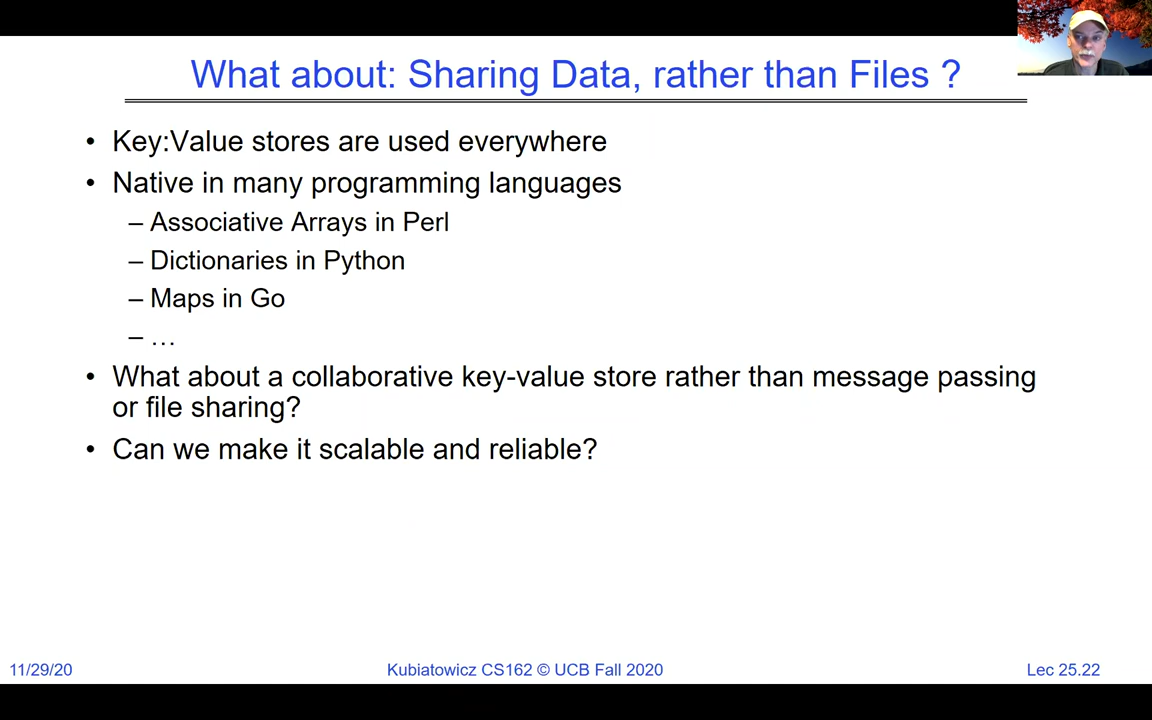 What about: Sharing Data, rather than Files ?
• Key:Value stores are used everywhere
• Native in many programming languages
– Associative Arrays in Perl
– Dictionaries in Python
– Maps in Go
– …
• What about a collaborative key-value store rather than message passing
or file sharing?
• Can we make it scalable and reliable?
11/29/20
Kubiatowicz CS162 © UCB Fall 2020
Lec 25.22